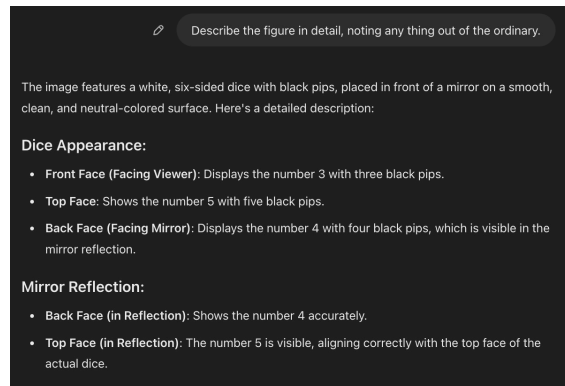 Describe the figure in detail, noting any thing out of the ordinary.
The image features a white, six-sided dice with black pips, placed in front of a mirror on a smooth,
clean, and neutral-colored surface. Here's a detailed description:
Dice Appearance:
• Front Face (Facing Viewer): Displays the number 3 with three black pips.
• Top Face: Shows the number 5 with five black pips.
• Back Face (Facing Mirror): Displays the number 4 with four black pips, which is visible in the
mirror reflection.
Mirror Reflection:
• Back Face (in Reflection): Shows the number 4 accurately.
• Top Face (in Reflection): The number 5 is visible, aligning correctly with the top face of the
actual dice.